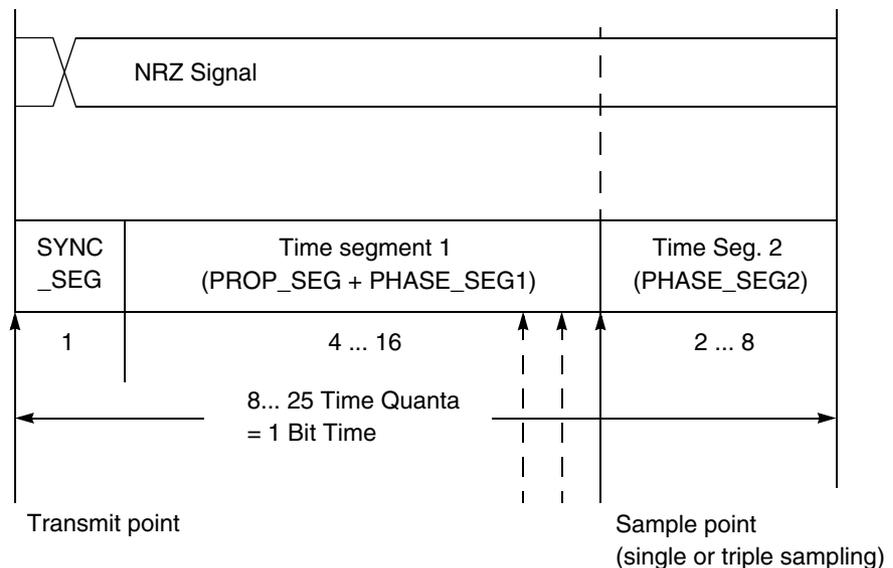 NRZ Signal
SYNC
_SEG
Time segment 1
(PROP_SEG + PHASE_SEG1)
Time Seg. 2
(PHASE_SEG2)
1
4 ... 16
2 ... 8
8... 25 Time Quanta
= 1 Bit Time
Transmit point
Sample point
(single or triple sampling)